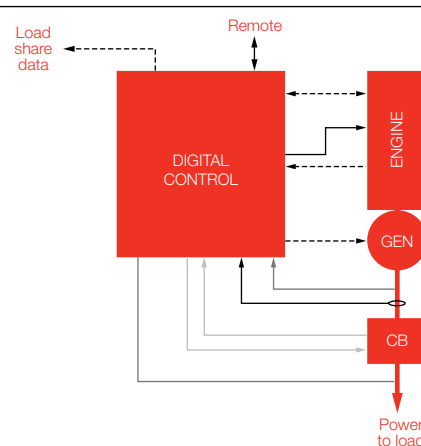 Load
share
data
Remote
DIGITAL
CONTROL
ENGINE
GEN
CB
Power
to load